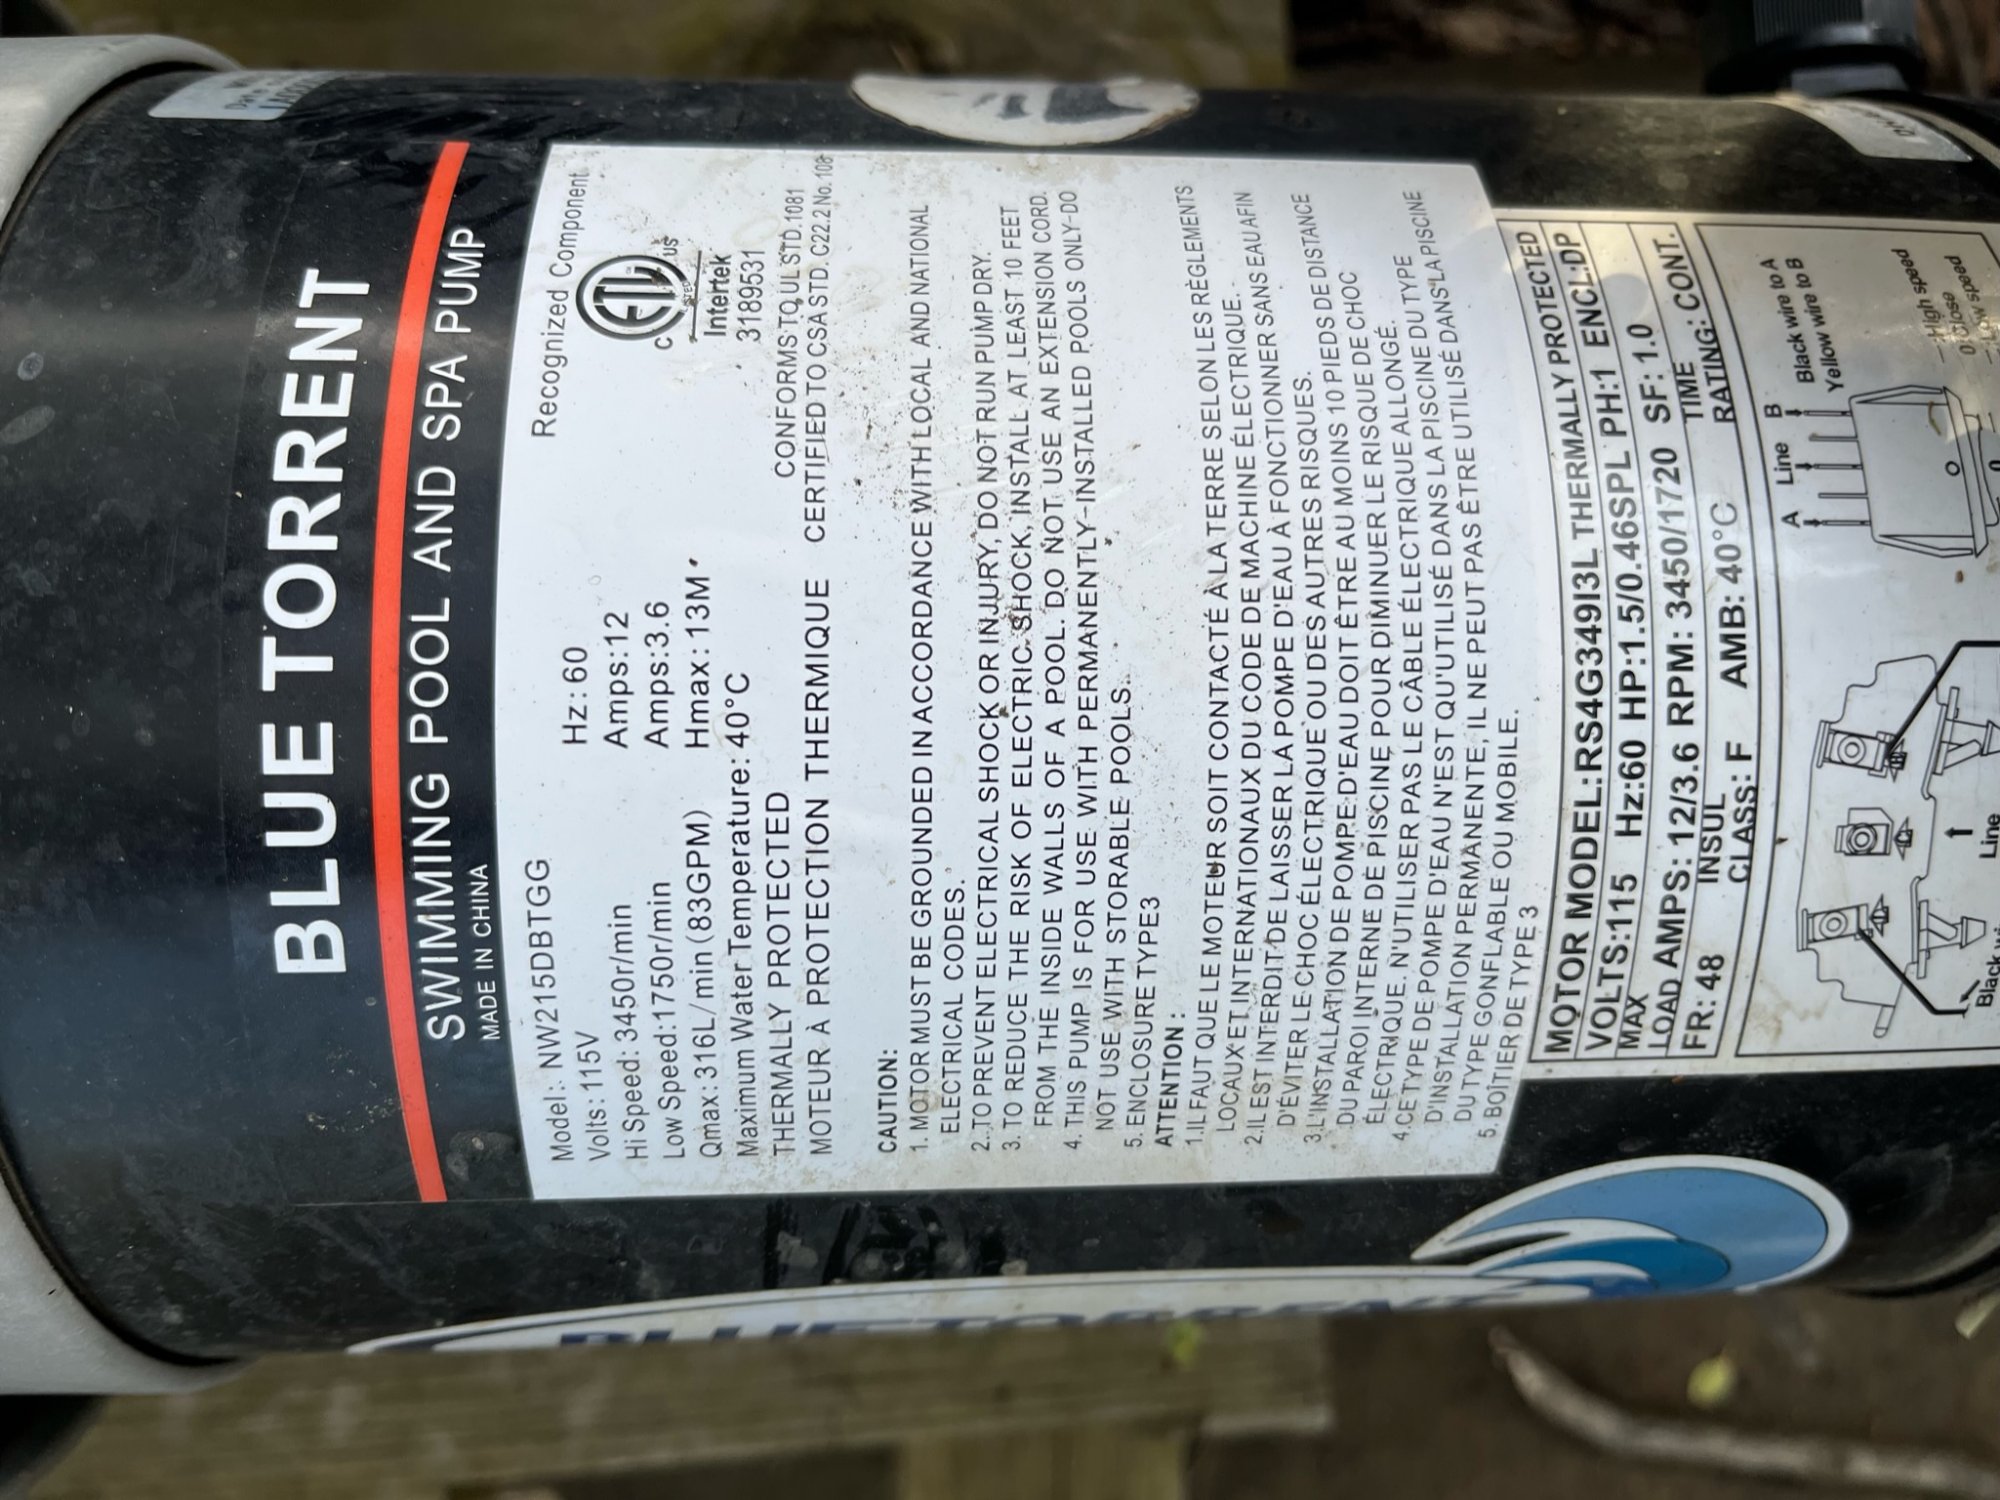 BLUE TORRENT
SWIMMING POOL AND SPA PUMP
MADE IN CHINA
Model: NW215DBTGG
Recognized Component
Volts: 115V Hz: 60
Hi Speed: 3450r/min Amps:12
Low Speed:1750r/min Amps:3.6
Qmax: 316L/min (83GPM) Hmax: 13M
Maximum Water Temperature: 40°C
THERMALLY PROTECTED
MOTEUR À PROTECTION THERMIQUE
ETL
C US
Intertek
3189531
CONFORMS TO UL STD.1081
CERTIFIED TO CSA STD. C22.2 No.108
CAUTION:
1. MOTOR MUST BE GROUNDED IN ACCORDANCE WITH LOCAL AND NATIONAL
ELECTRICAL CODES.
2. TO PREVENT ELECTRICAL SHOCK OR INJURY, DO NOT RUN PUMP DRY.
3. TO REDUCE THE RISK OF ELECTRIC SHOCK, INSTALL AT LEAST 10 FEET
FROM THE INSIDE WALLS OF A POOL. DO NOT USE AN EXTENSION CORD.
4. THIS PUMP IS FOR USE WITH PERMANENTLY-INSTALLED POOLS ONLY-DO
NOT USE WITH STORABLE POOLS.
5. ENCLOSURE TYPE3
ATTENTION :
1.IL FAUT QUE LE MOTEUR SOIT CONTACTÉ À LA TERRE SELON LES RÈGLEMENTS
LOCAUX ET INTERNATIONAUX DU CODE DE MACHINE ÉLECTRIQUE.
2.IL EST INTERDIT DE LAISSER LA POMPE D'EAU À FONCTIONNER SANS EAU AFIN
D'ÉVITER LE CHOC ÉLECTRIQUE OU DES AUTRES RISQUES.
3.L'INSTALLATION DE POMPE D'EAU DOIT ÊTRE AU MOINS 10 PIEDS DE DISTANCE
DU PAROI INTERNE DE PISCINE POUR DIMINUER LE RISQUE DE CHOC
ÉLECTRIQUE. N'UTILISER PAS LE CÂBLE ÉLECTRIQUE ALLONGÉ.
4.CE TYPE DE POMPE D'EAU N'EST QU'UTILISÉ DANS LA PISCINE DU TYPE
D'INSTALLATION PERMANENTE, IL NE PEUT PAS ÊTRE UTILISÉ DANS LA PISCINE
DU TYPE GONFLABLE OU MOBILE.
5. BOÎTIER DE TYPE 3
MOTOR MODEL:RS4G349I3L THERMALLY PROTECTED
VOLTS:115 Hz:60 HP:1.5/0.46SPL PH:1 ENCL:DP
MAX
LOAD AMPS: 12/3.6 RPM: 3450/1720 SF: 1.0
FR: 48 INSUL CLASS: F AMB: 40°C TIME RATING: CONT.
A Line B
Black wire to A
Yellow wire to B
High speed
0 Close
Low speed
Line
Black